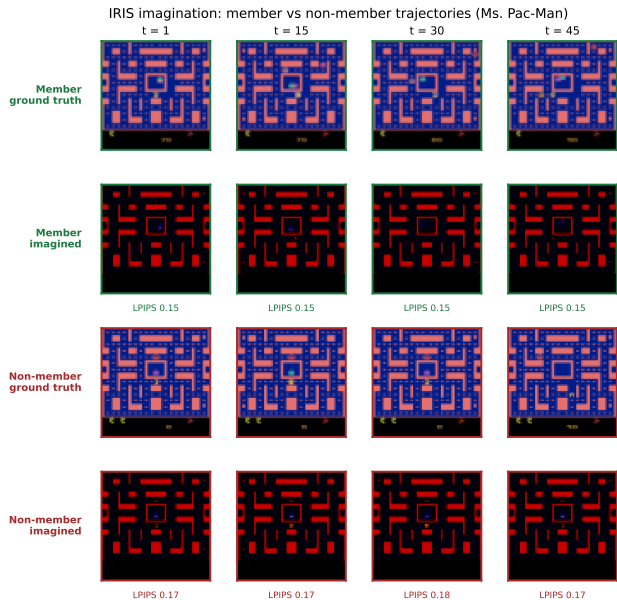 IRIS imagination: member vs non-member trajectories (Ms. Pac-Man)
t = 1 t = 15 t = 30 t = 45
Member
ground truth
Member
imagined
LPIPS 0.15 LPIPS 0.15 LPIPS 0.15 LPIPS 0.15
Non-member
ground truth
Non-member
imagined
LPIPS 0.17 LPIPS 0.17 LPIPS 0.18 LPIPS 0.17